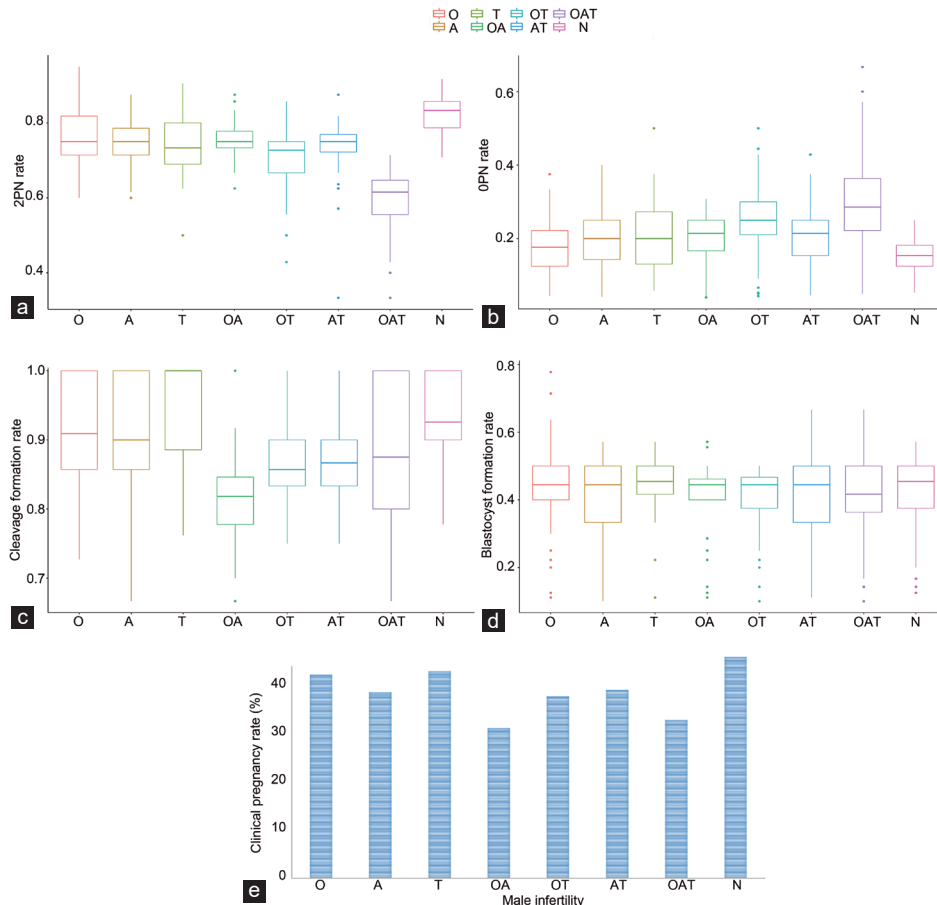 O T OT OAT
A OA AT N
2PN rate
0.8
0.6
0.4
a
O A T OA OT AT OAT N
0PN rate
0.6
0.4
0.2
b
O A T OA OT AT OAT N
Cleavage formation rate
1.0
0.9
0.8
0.7
c
O A T OA OT AT OAT N
Blastocyst formation rate
0.8
0.6
0.4
0.2
d
O A T OA OT AT OAT N
Clinical pregnancy rate (%)
40
30
20
10
0
e
O A T OA OT AT OAT N
Male infertility